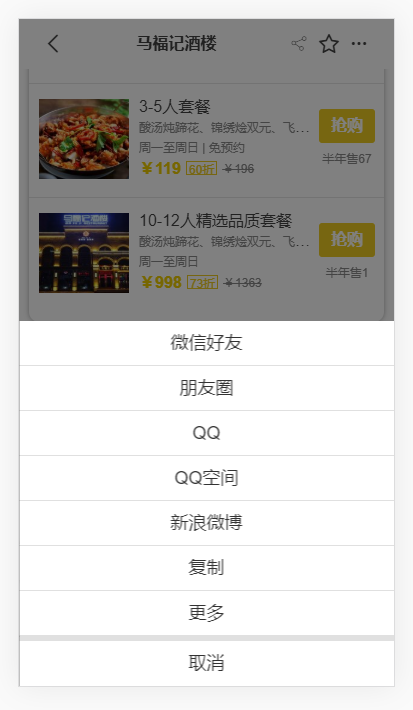 马福记酒楼
3-5人套餐
酸汤炖蹄花、锦绣烩双元、飞…
周一至周日 | 免预约
￥119 60折 ￥196
抢购
半年售67
10-12人精选品质套餐
酸汤炖蹄花、锦绣烩双元、飞…
周一至周日
￥998 73折 ￥1363
抢购
半年售1
微信好友
朋友圈
QQ
QQ空间
新浪微博
复制
更多
取消